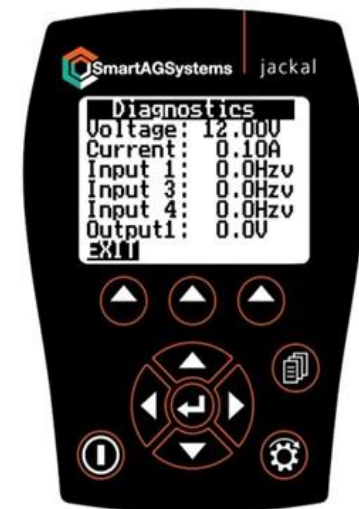 SmartAGSystems jackal
Diagnostics
Voltage: 12.00V
Current: 0.10A
Input 1: 0.0Hzv
Input 3: 0.0Hzv
Input 4: 0.0Hzv
Output1: 0.0V
EXIT